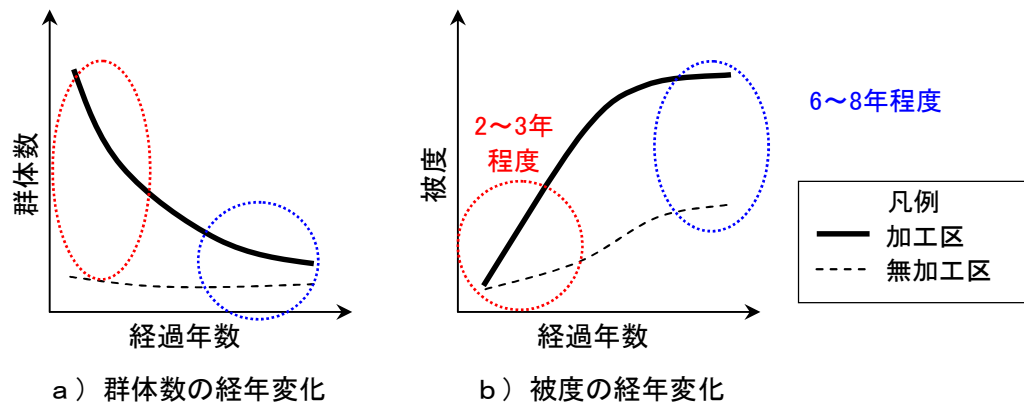 群体数
経過年数
a）群体数の経年変化
被度
2～3年
程度
6～8年程度
経過年数
b）被度の経年変化
凡例
加工区
無加工区